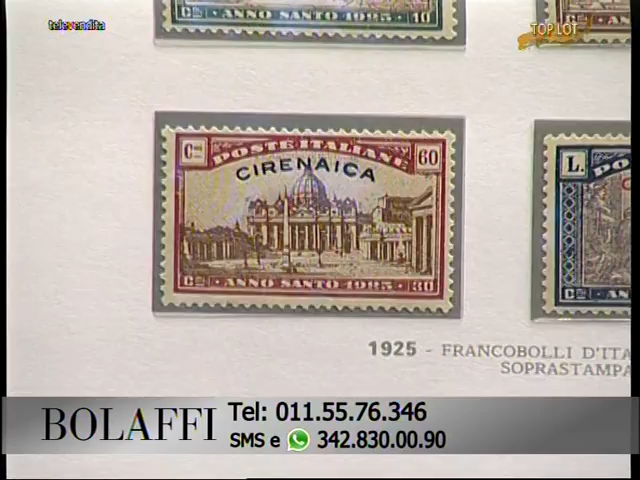 televendita
TOP LOT
Cmi · ANNO SANTO 1925 · 10
Cmi POSTE ITALIANE 60
CIRENAICA
Cmi · ANNO SANTO 1925 · 30
L.
1925 - FRANCOBOLLI D'ITA
SOPRASTAMPA
BOLAFFI
Tel: 011.55.76.346
SMS e 342.830.00.90